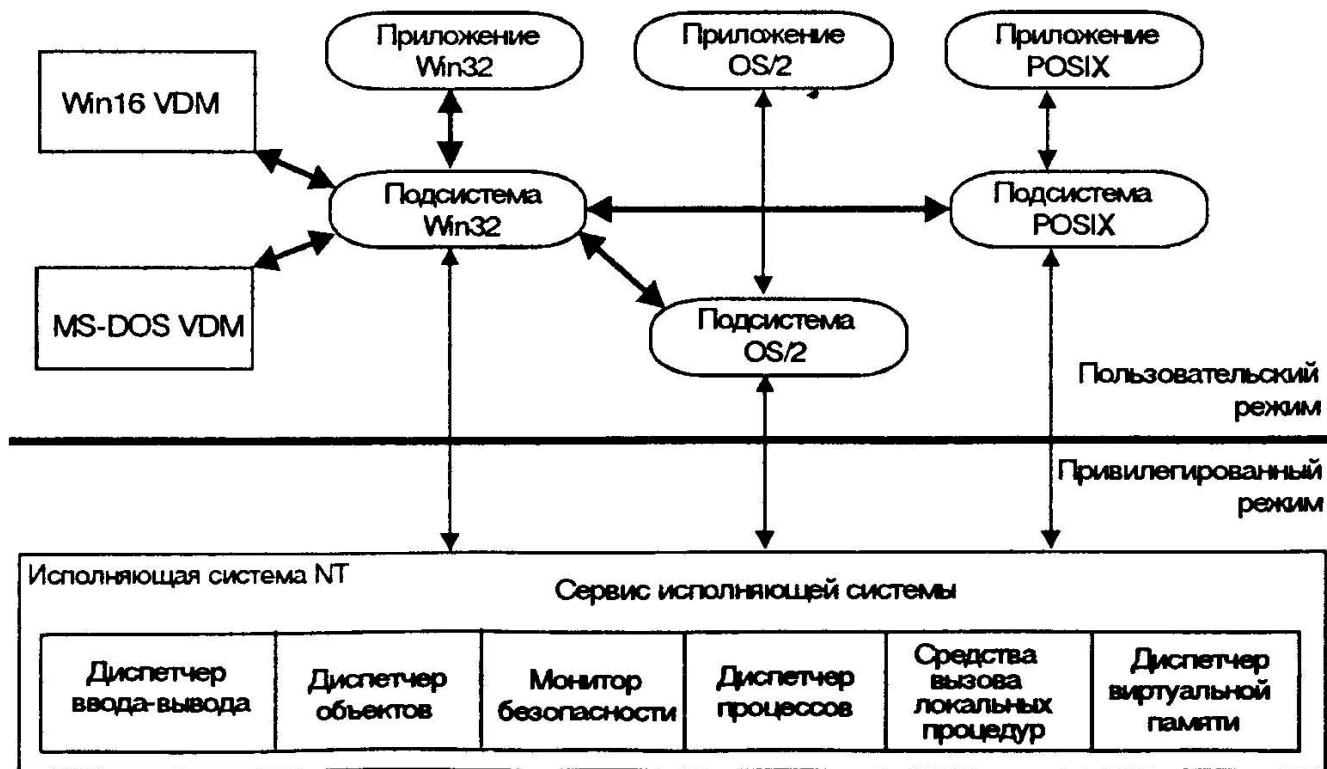 Приложение
Win32
Приложение
OS/2
Приложение
POSIX
Win16 VDM
Подсистема
Win32
Подсистема
POSIX
MS-DOS VDM
Подсистема
OS/2
Пользовательский
режим
Привилегированный
режим
Исполняющая система NT
Сервис исполняющей системы
Диспетчер
ввода-вывода
Диспетчер
объектов
Монитор
безопасности
Диспетчер
процессов
Средства
вызова
локальных
процедур
Диспетчер
виртуальной
памяти